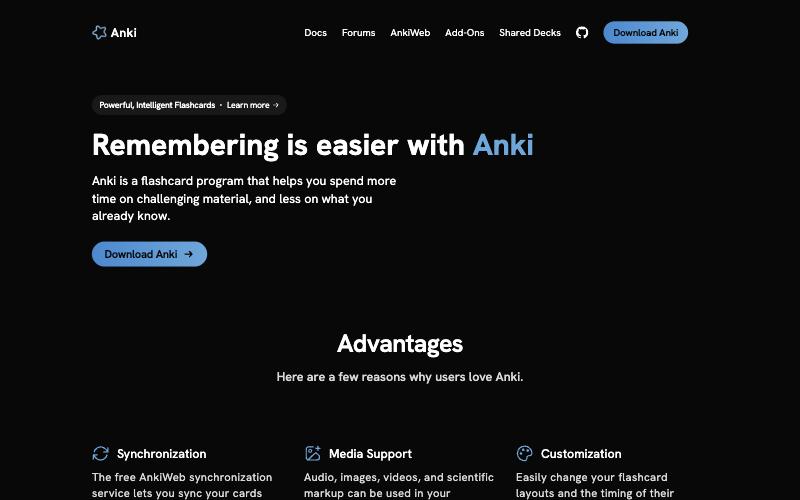 Anki
Docs Forums AnkiWeb Add-Ons Shared Decks Download Anki
Powerful, Intelligent Flashcards · Learn more →
Remembering is easier with Anki
Anki is a flashcard program that helps you spend more
time on challenging material, and less on what you
already know.
Download Anki →
Advantages
Here are a few reasons why users love Anki.
Synchronization
The free AnkiWeb synchronization
service lets you sync your cards
Media Support
Audio, images, videos, and scientific
markup can be used in your
Customization
Easily change your flashcard
layouts and the timing of their